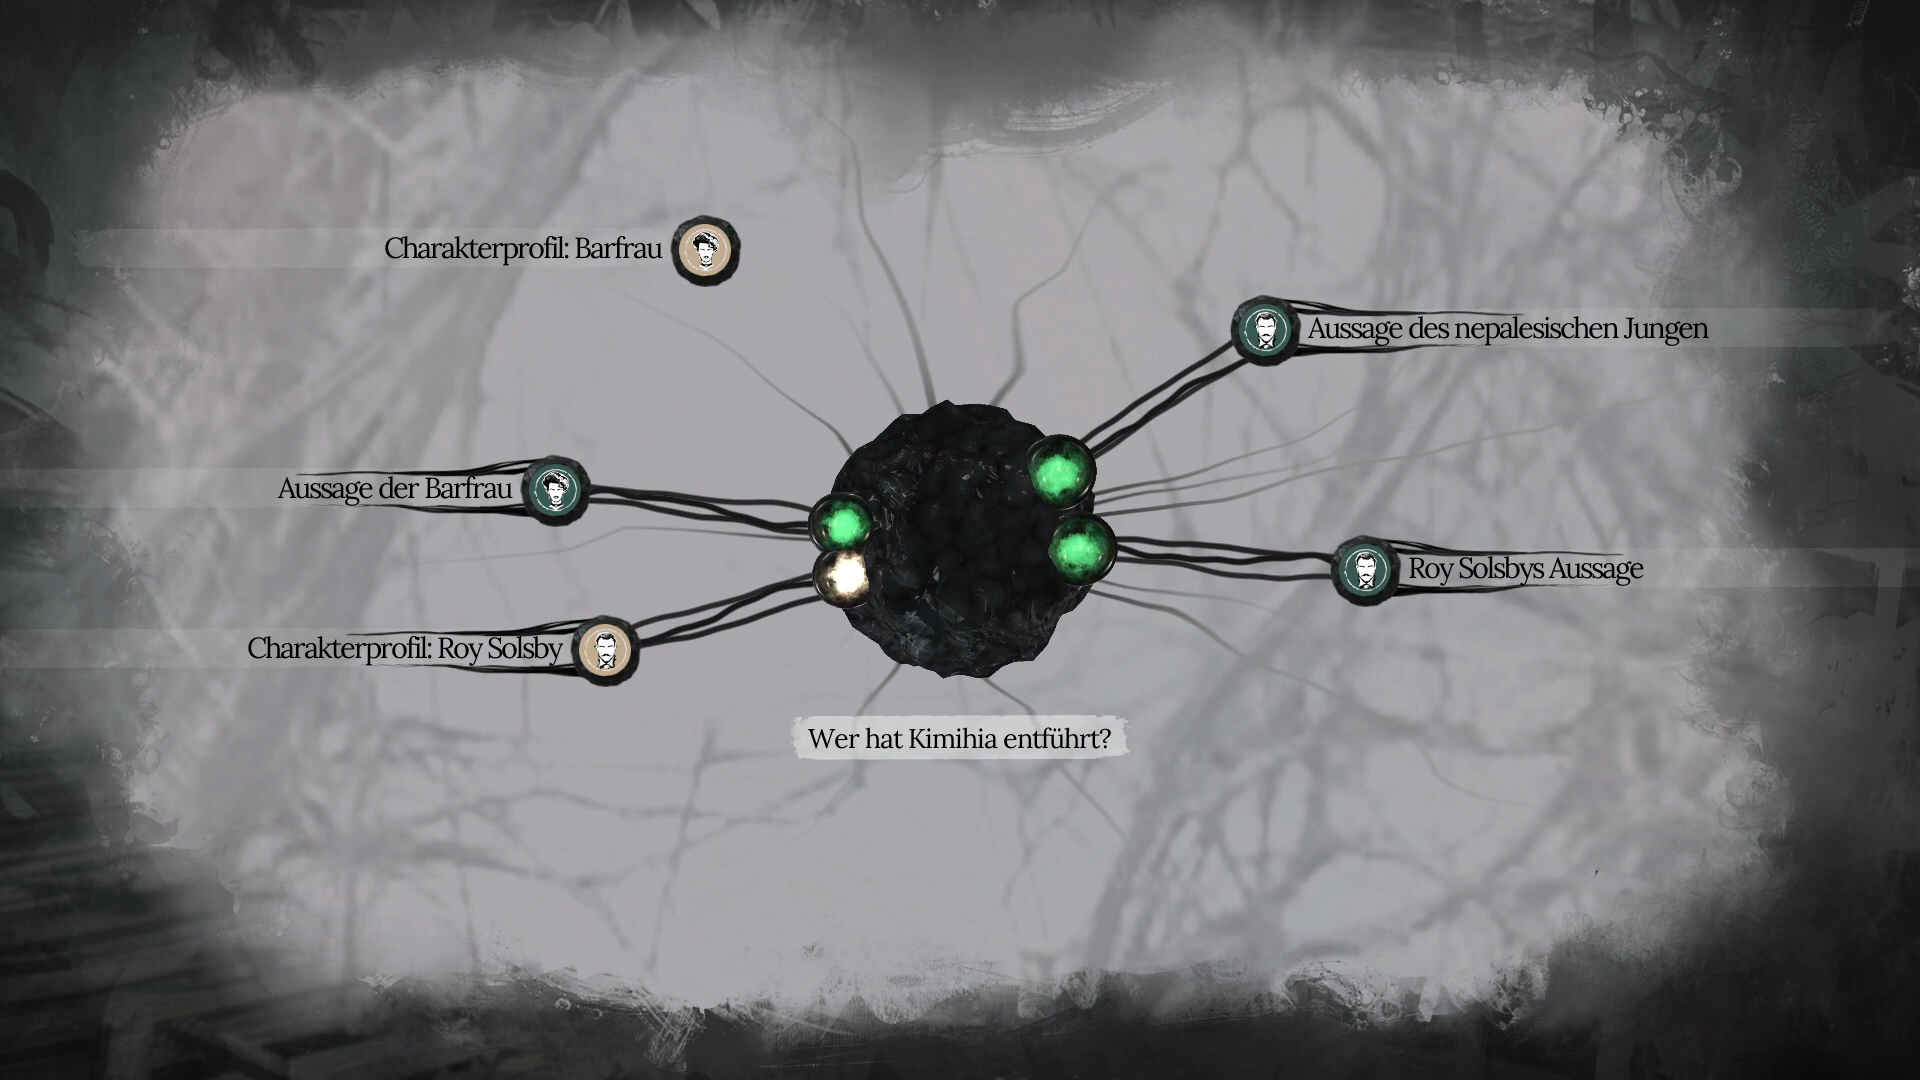 Charakterprofil: Barfrau
Aussage des nepalesischen Jungen
Aussage der Barfrau
Roy Solsbys Aussage
Charakterprofil: Roy Solsby
Wer hat Kimihia entführt?